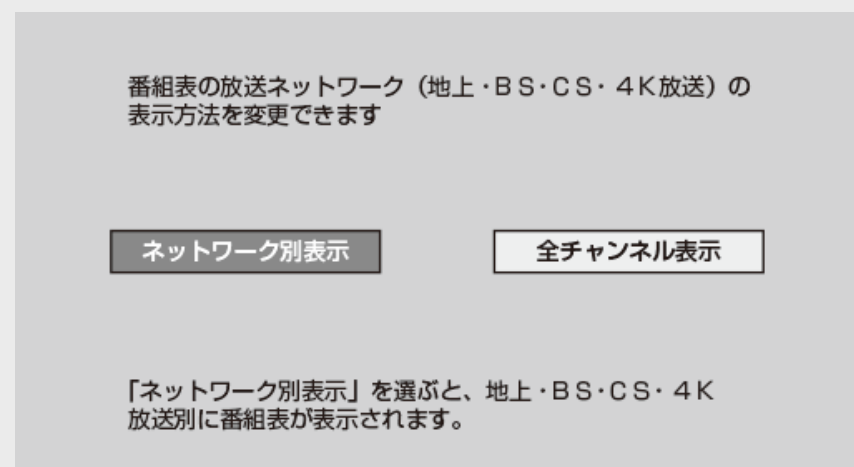 番組表の放送ネットワーク（地上・ＢＳ・ＣＳ・４Ｋ放送）の
表示方法を変更できます
ネットワーク別表示
全チャンネル表示
「ネットワーク別表示」を選ぶと、地上・ＢＳ・ＣＳ・４Ｋ
放送別に番組表が表示されます。